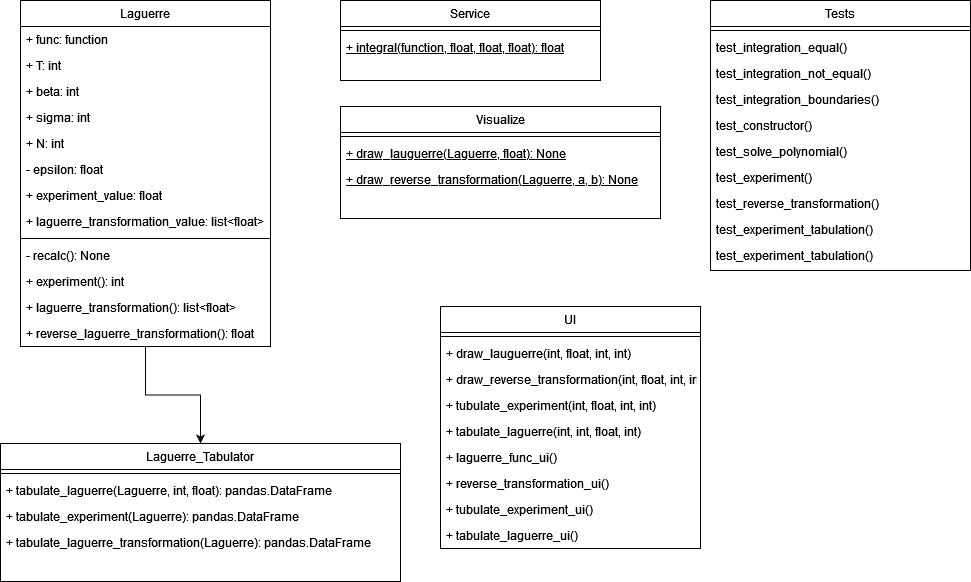 Laguerre
+ func: function
+ T: int
+ beta: int
+ sigma: int
+ N: int
- epsilon: float
+ experiment_value: float
+ laguerre_transformation_value: list<float>
- recalc(): None
+ experiment(): int
+ laguerre_transformation(): list<float>
+ reverse_laguerre_transformation(): float
Service
+ integral(function, float, float, float): float
Visualize
+ draw_lauguerre(Laguerre, float): None
+ draw_reverse_transformation(Laguerre, a, b): None
Tests
test_integration_equal()
test_integration_not_equal()
test_integration_boundaries()
test_constructor()
test_solve_polynomial()
test_experiment()
test_reverse_transformation()
test_experiment_tabulation()
test_experiment_tabulation()
UI
+ draw_lauguerre(int, float, int, int)
+ draw_reverse_transformation(int, float, int, in
+ tubulate_experiment(int, float, int, int)
+ tabulate_laguerre(int, int, float, int)
+ laguerre_func_ui()
+ reverse_transformation_ui()
+ tubulate_experiment_ui()
+ tabulate_laguerre_ui()
Laguerre_Tabulator
+ tabulate_laguerre(Laguerre, int, float): pandas.DataFrame
+ tabulate_experiment(Laguerre): pandas.DataFrame
+ tabulate_laguerre_transformation(Laguerre): pandas.DataFrame